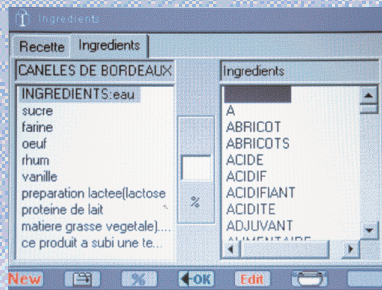 Ingredients
Recette Ingredients
CANELES DE BORDEAUX
INGREDIENTS:eau
sucre
farine
oeuf
rhum
vanille
preparation lactee(lactose
proteine de lait
matiere grasse vegetale)....
ce produit a subi une te...
%
Ingredients
A
ABRICOT
ABRICOTS
ACIDE
ACIDIF
ACIDIFIANT
ACIDITE
ADJUVANT
ALIMENTAIRE
New % OK Edit